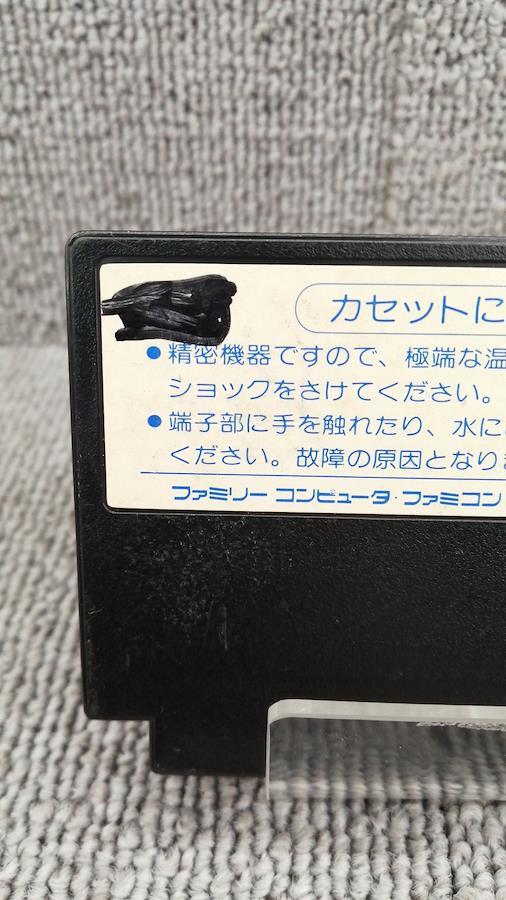 カセットに
●精密機器ですので、極端な温
ショックをさけてください。
●端子部に手を触れたり、水に
ください。故障の原因となり
ファミリー コンピュータ・ファミコン